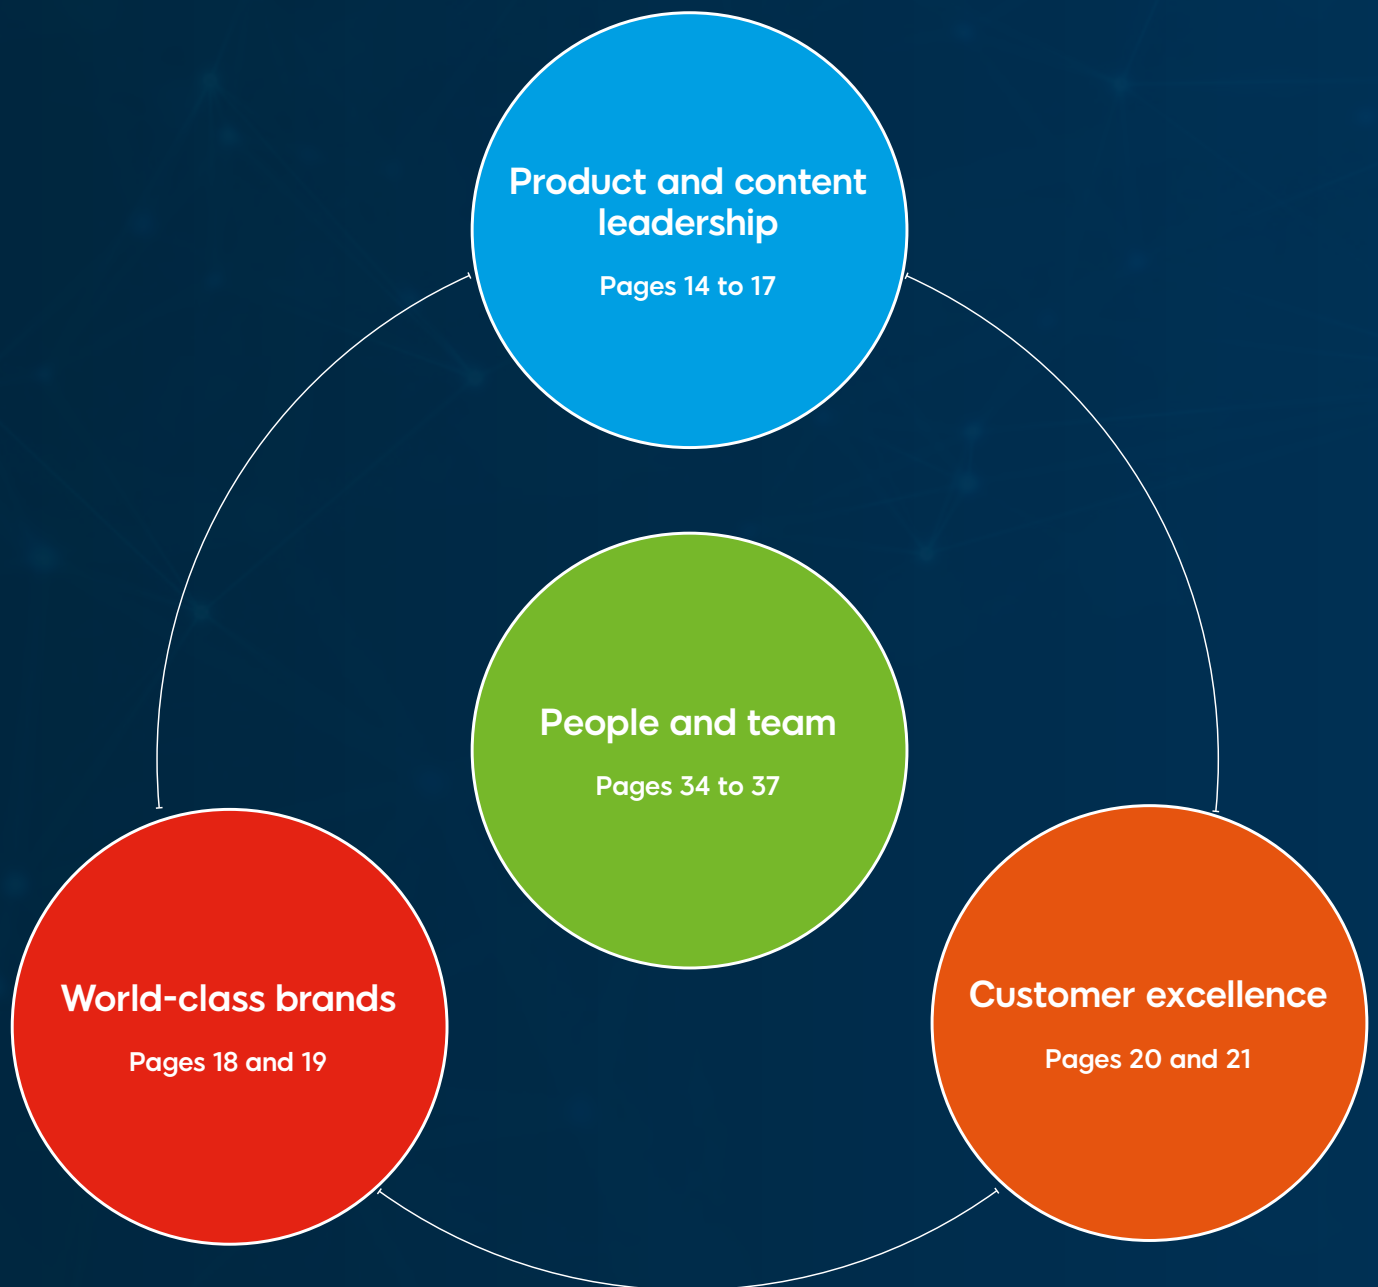 Product and content
leadership
Pages 14 to 17
People and team
Pages 34 to 37
World-class brands
Pages 18 and 19
Customer excellence
Pages 20 and 21